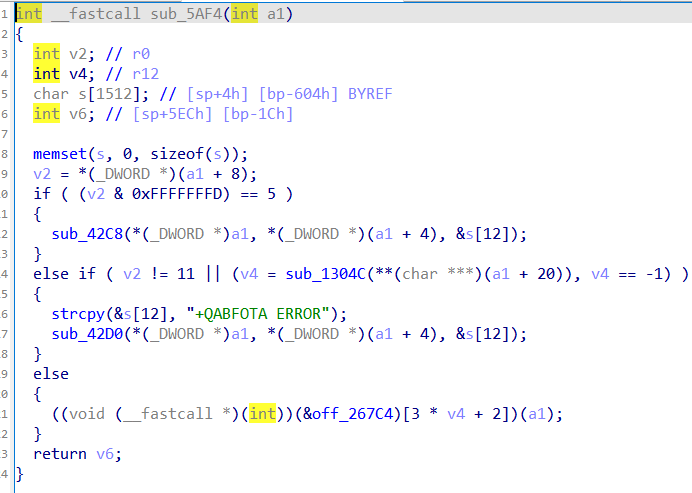 1 int __fastcall sub_5AF4(int a1)
2 {
3 int v2; // r0
4 int v4; // r12
5 char s[1512]; // [sp+4h] [bp-604h] BYREF
6 int v6; // [sp+5ECh] [bp-1Ch]
7
8 memset(s, 0, sizeof(s));
9 v2 = *(_DWORD *)(a1 + 8);
0 if ( (v2 & 0xFFFFFFFD) == 5 )
1 {
2 sub_42C8(*(_DWORD *)a1, *(_DWORD *)(a1 + 4), &s[12]);
3 }
4 else if ( v2 != 11 || (v4 = sub_1304C(**(char ***)(a1 + 20)), v4 == -1) )
5 {
6 strcpy(&s[12], "+QABFOTA ERROR");
7 sub_42D0(*(_DWORD *)a1, *(_DWORD *)(a1 + 4), &s[12]);
8 }
9 else
0 {
1 ((void (__fastcall *)(int))(&off_267C4)[3 * v4 + 2])(a1);
2 }
3 return v6;
4 }